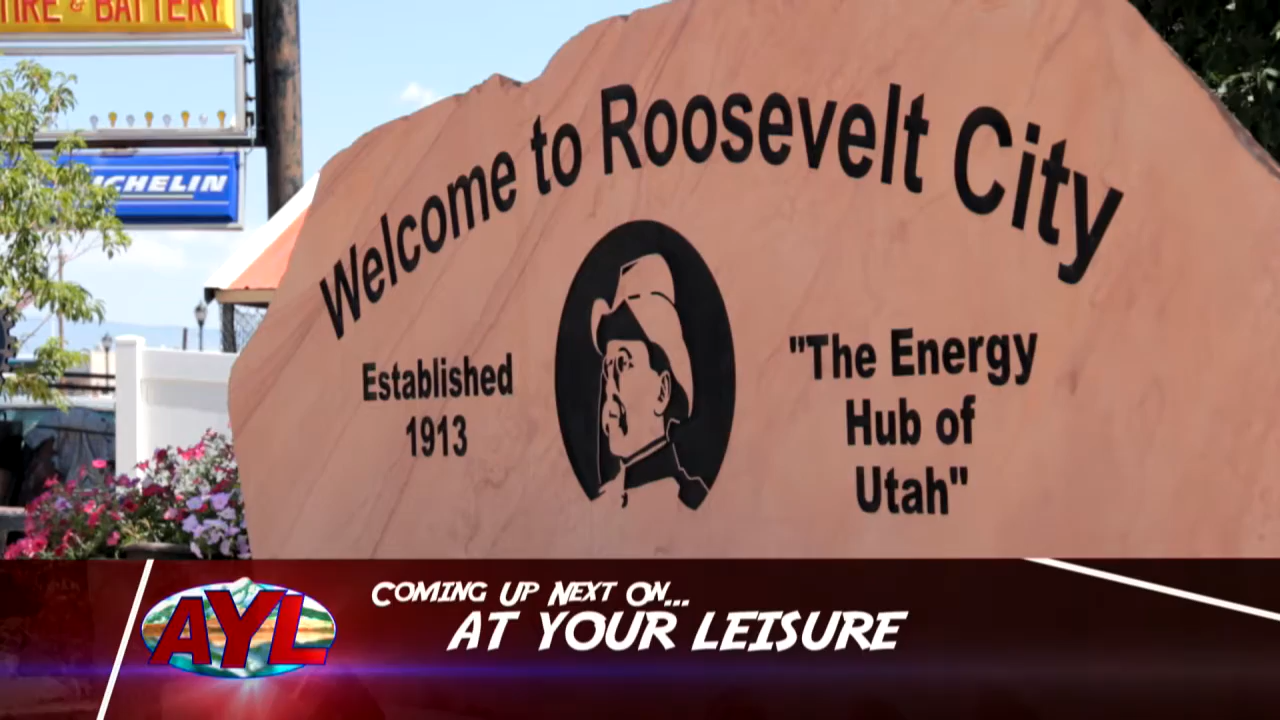 TIRE & BATTERY
MICHELIN
Welcome to Roosevelt City
Established
1913
"The Energy
Hub of
Utah"
COMING UP NEXT ON...
AYL
AT YOUR LEISURE